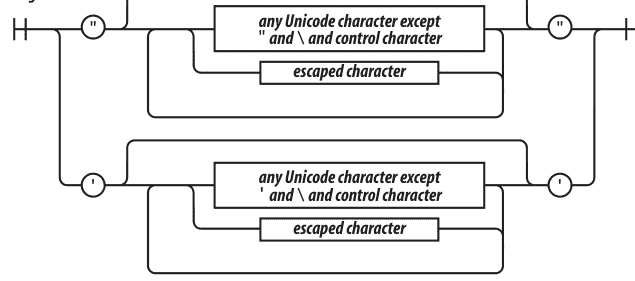 any Unicode character except
" " and \ and control character "
escaped character
any Unicode character except
' ' and \ and control character '
escaped character